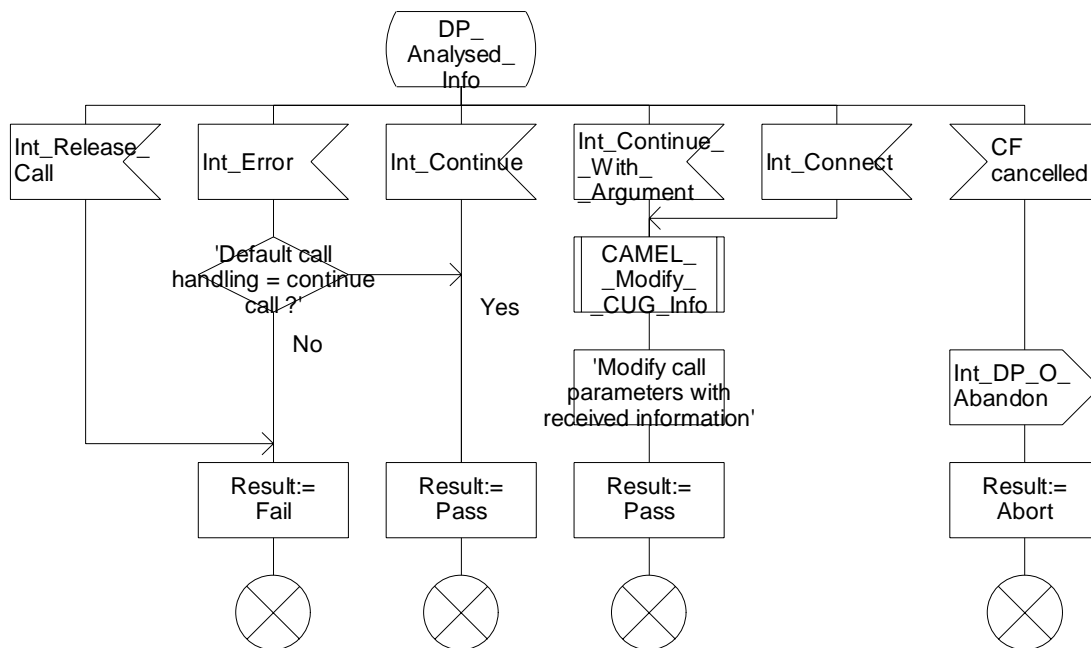 DP_
Analysed_
Info
Int_Release_
Call
Int_Error
Int_Continue
Int_Continue_
_With_
_Argument
Int_Connect
CF
cancelled
'Default call
handling = continue
call ?'
Yes
No
CAMEL_
_Modify_
_CUG_Info
'Modify call
parameters with
received information'
Int_DP_O_
Abandon
Result:=
Fail
Result:=
Pass
Result:=
Pass
Result:=
Abort